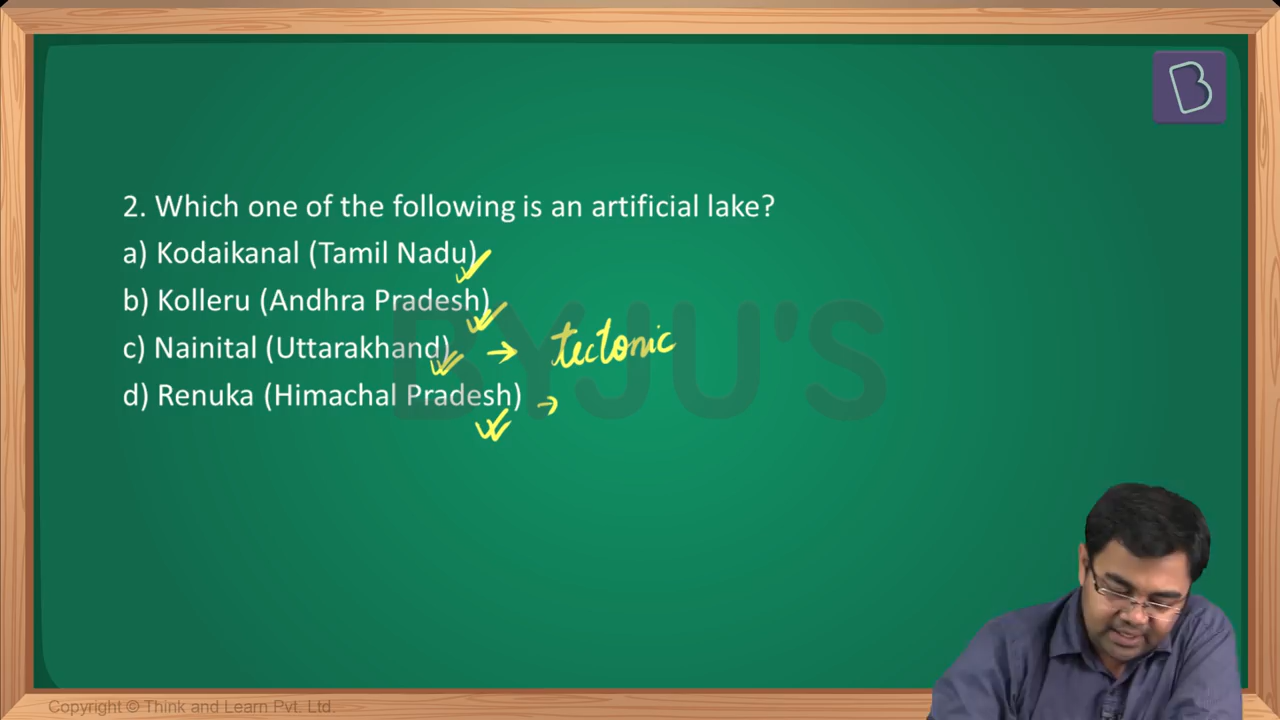 B
2. Which one of the following is an artificial lake?
a) Kodaikanal (Tamil Nadu)
b) Kolleru (Andhra Pradesh)
c) Nainital (Uttarakhand) → tectonic
d) Renuka (Himachal Pradesh) →
BYJU'S
Copyright © Think and Learn Pvt. Ltd.